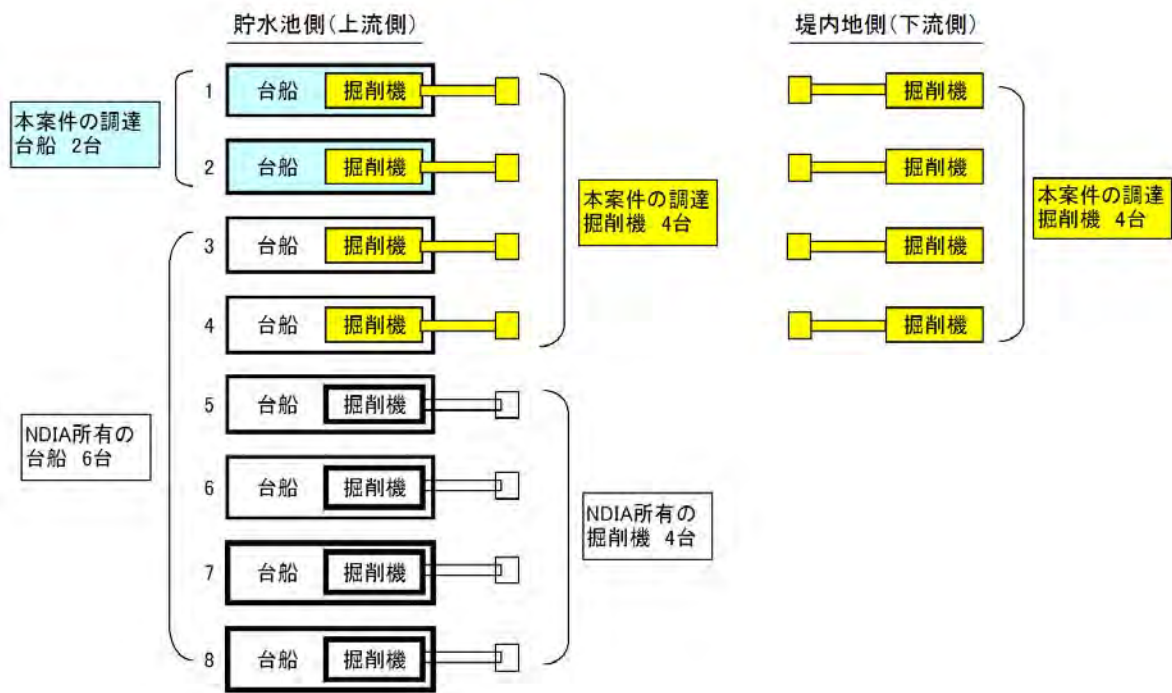 貯水池側(上流側)
堤内地側(下流側)
本案件の調達
台船 2台
1
台船
掘削機
2
台船
掘削機
3
台船
掘削機
4
台船
掘削機
本案件の調達
掘削機 4台
掘削機
掘削機
掘削機
掘削機
本案件の調達
掘削機 4台
NDIA所有の
台船 6台
5
台船
掘削機
6
台船
掘削機
7
台船
掘削機
8
台船
掘削機
NDIA所有の
掘削機 4台